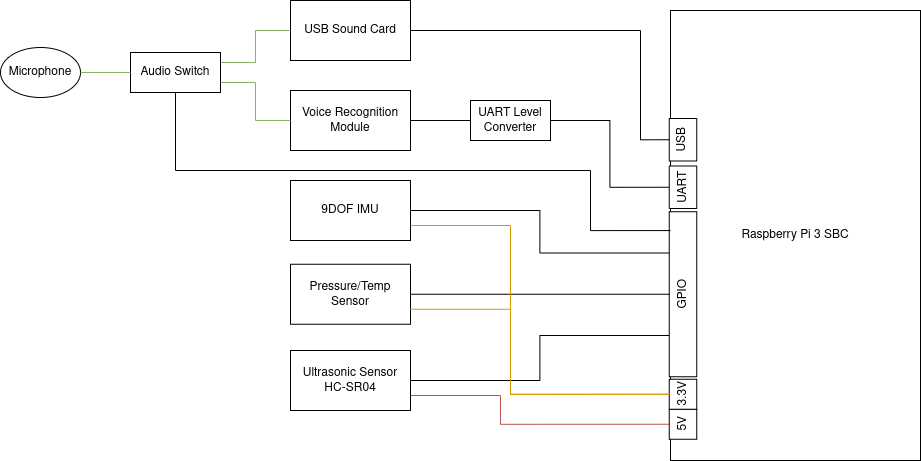 USB Sound Card
Microphone
Audio Switch
Voice Recognition
Module
UART Level
Converter
USB
UART
9DOF IMU
Raspberry Pi 3 SBC
GPIO
Pressure/Temp
Sensor
Ultrasonic Sensor
HC-SR04
3.3V
5V